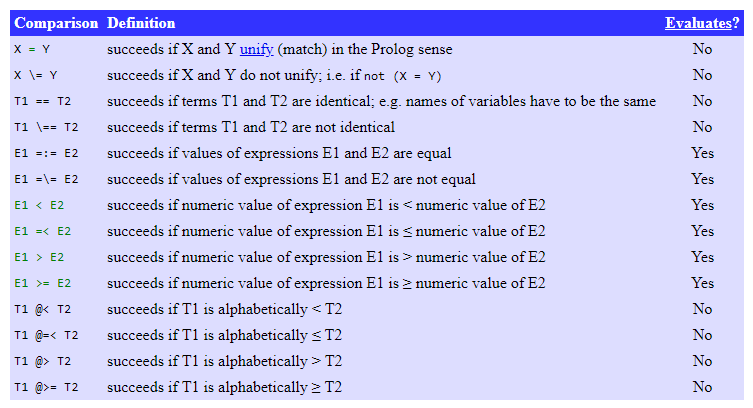 Comparison Definition Evaluates?
X = Y succeeds if X and Y unify (match) in the Prolog sense No
X \= Y succeeds if X and Y do not unify; i.e. if not (X = Y) No
T1 == T2 succeeds if terms T1 and T2 are identical; e.g. names of variables have to be the same No
T1 \== T2 succeeds if terms T1 and T2 are not identical No
E1 =:= E2 succeeds if values of expressions E1 and E2 are equal Yes
E1 =\= E2 succeeds if values of expressions E1 and E2 are not equal Yes
E1 < E2 succeeds if numeric value of expression E1 is < numeric value of E2 Yes
E1 =< E2 succeeds if numeric value of expression E1 is ≤ numeric value of E2 Yes
E1 > E2 succeeds if numeric value of expression E1 is > numeric value of E2 Yes
E1 >= E2 succeeds if numeric value of expression E1 is ≥ numeric value of E2 Yes
T1 @< T2 succeeds if T1 is alphabetically < T2 No
T1 @=< T2 succeeds if T1 is alphabetically ≤ T2 No
T1 @> T2 succeeds if T1 is alphabetically > T2 No
T1 @>= T2 succeeds if T1 is alphabetically ≥ T2 No